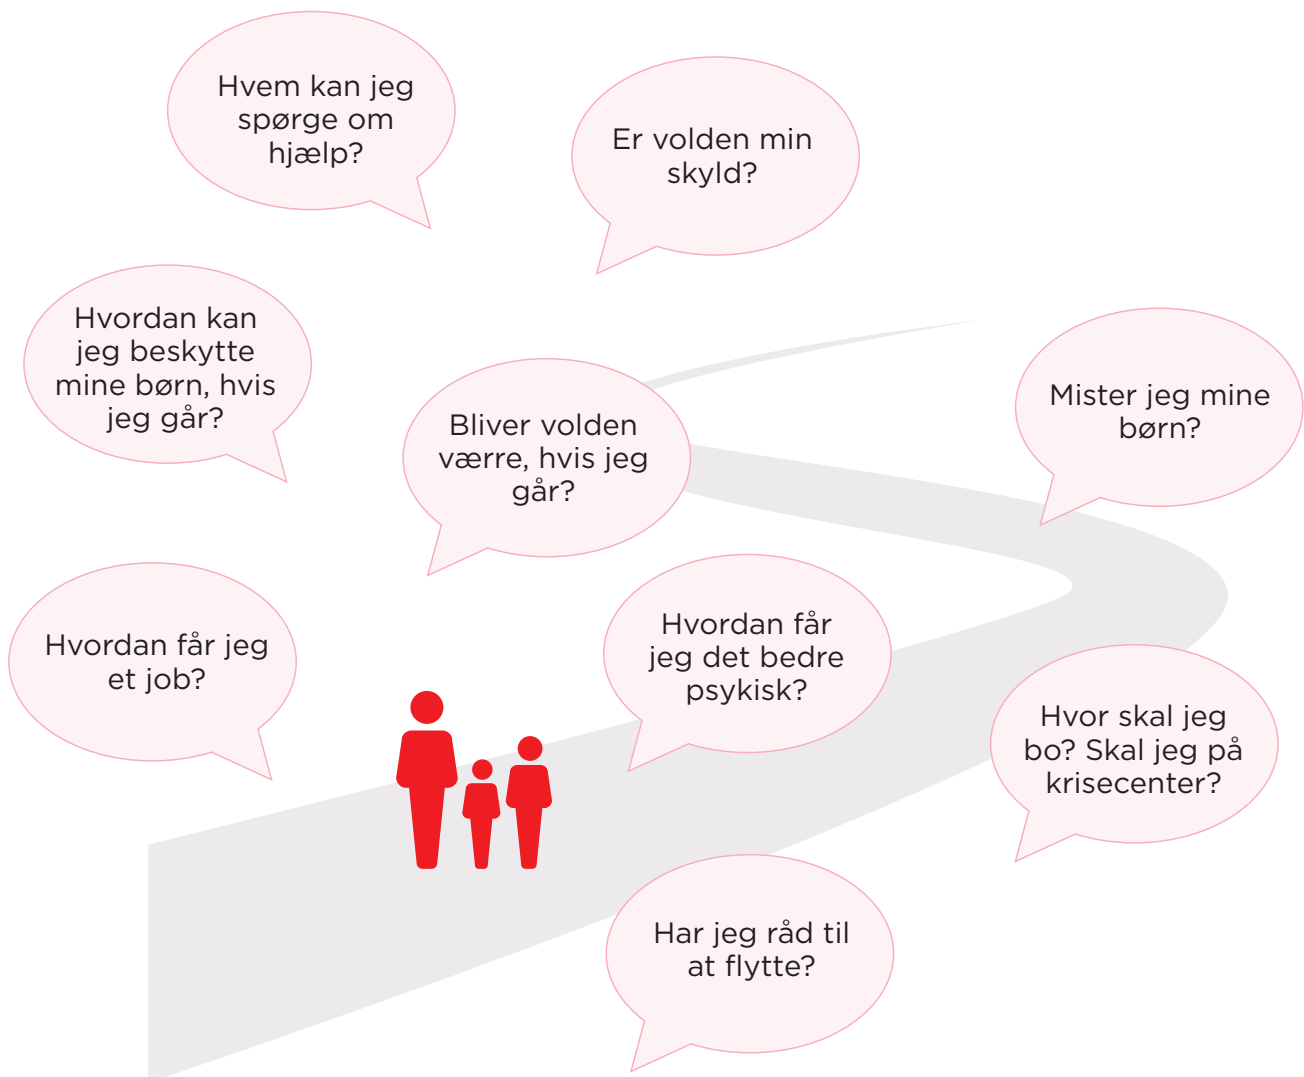 Hvem kan jeg
spørge om
hjælp?
Er volden min
skyld?
Hvordan kan
jeg beskytte
mine børn, hvis
jeg går?
Bliver volden
værre, hvis jeg
går?
Mister jeg mine
børn?
Hvordan får jeg
et job?
Hvordan får
jeg det bedre
psykisk?
Hvor skal jeg
bo? Skal jeg på
krisecenter?
Har jeg råd til
at flytte?